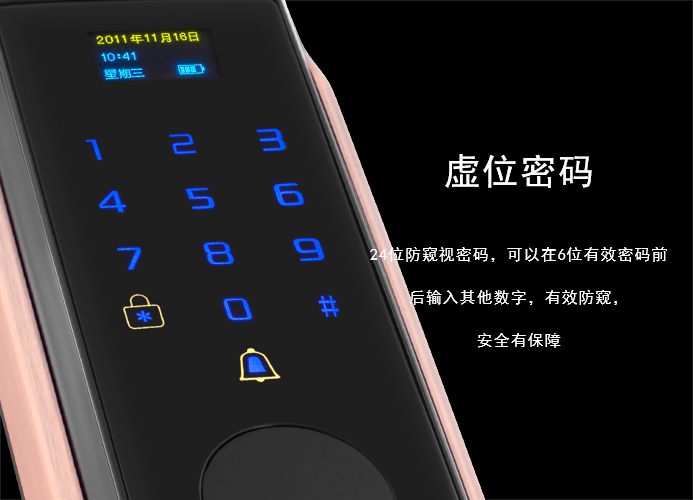 2011年11月16日
10:41
星期三
1 2 3
4 5 6
7 8 9
* 0 #
虚位密码
24位防窥视密码，可以在6位有效密码前
后输入其他数字，有效防窥，
安全有保障